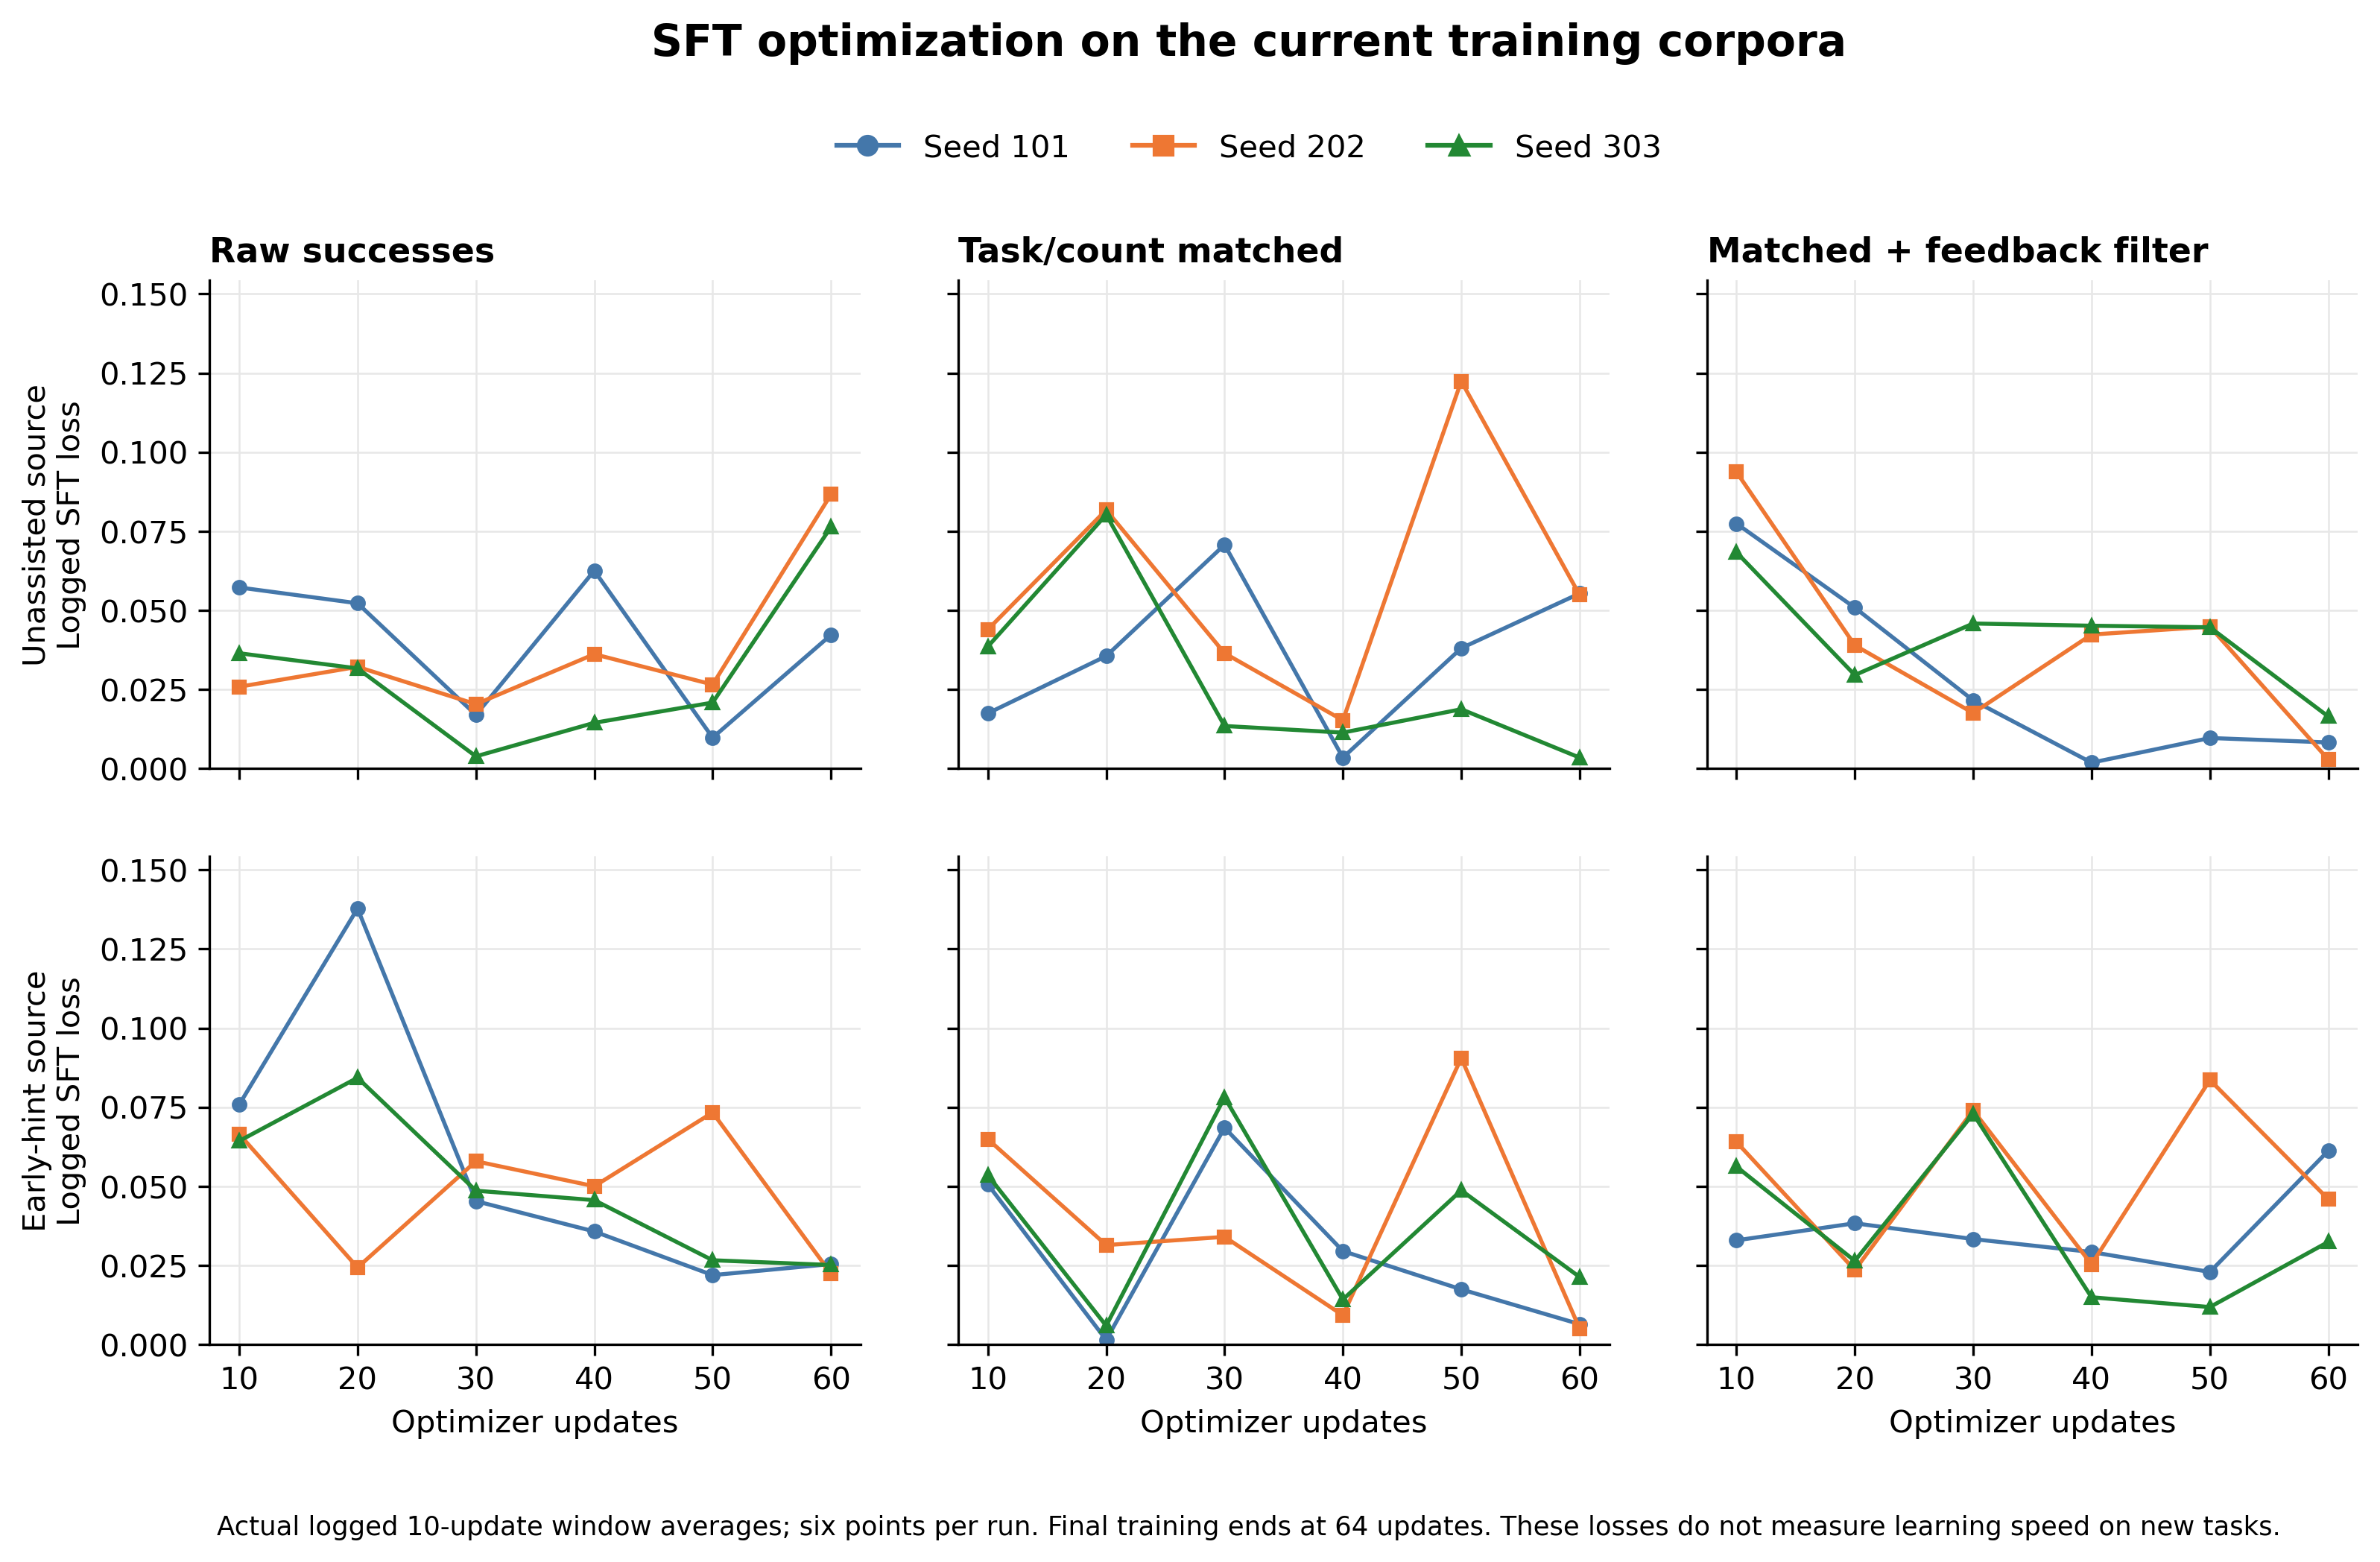 SFT optimization on the current training corpora
Seed 101
Seed 202
Seed 303
Raw successes
Task/count matched
Matched + feedback filter
Unassisted source
Logged SFT loss
0.150
0.125
0.100
0.075
0.050
0.025
0.000
Early-hint source
Logged SFT loss
0.150
0.125
0.100
0.075
0.050
0.025
0.000
10 20 30 40 50 60
10 20 30 40 50 60
10 20 30 40 50 60
Optimizer updates
Optimizer updates
Optimizer updates
Actual logged 10-update window averages; six points per run. Final training ends at 64 updates. These losses do not measure learning speed on new tasks.